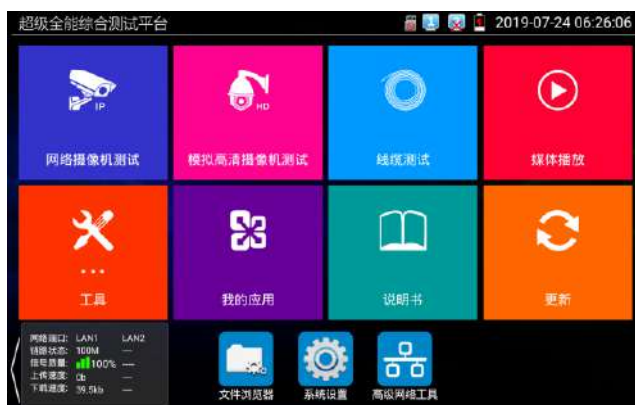 超级全能综合测试平台
2019-07-24 06:26:06
IP
HD
网络摄像机测试
模拟高清摄像机测试
线缆测试
媒体播放
工具
我的应用
说明书
更新
网络端口: LAN1 LAN2
链路状态: 100M —
信号质量: 100% —
上传速度: 0b —
下载速度: 39.5kb —
文件浏览器
系统设置
高级网络工具